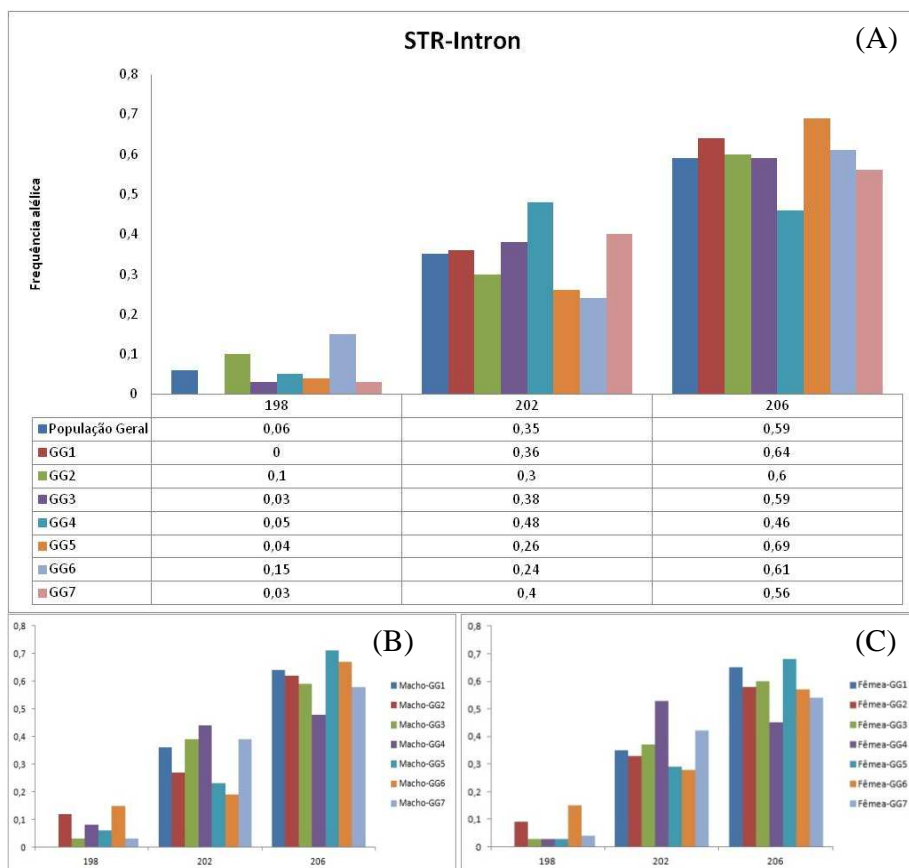 STR-Intron
(A)
Frequência alélica
0,8
0,7
0,6
0,5
0,4
0,3
0,2
0,1
0
198 202 206
População Geral 0,06 0,35 0,59
GG1 0 0,36 0,64
GG2 0,1 0,3 0,6
GG3 0,03 0,38 0,59
GG4 0,05 0,48 0,46
GG5 0,04 0,26 0,69
GG6 0,15 0,24 0,61
GG7 0,03 0,4 0,56
(B)
0,8
0,7
0,6
0,5
0,4
0,3
0,2
0,1
0
198 202 206
Macho-GG1
Macho-GG2
Macho-GG3
Macho-GG4
Macho-GG5
Macho-GG6
Macho-GG7
(C)
0,8
0,7
0,6
0,5
0,4
0,3
0,2
0,1
0
198 202 206
Fêmea-GG1
Fêmea-GG2
Fêmea-GG3
Fêmea-GG4
Fêmea-GG5
Fêmea-GG6
Fêmea-GG7